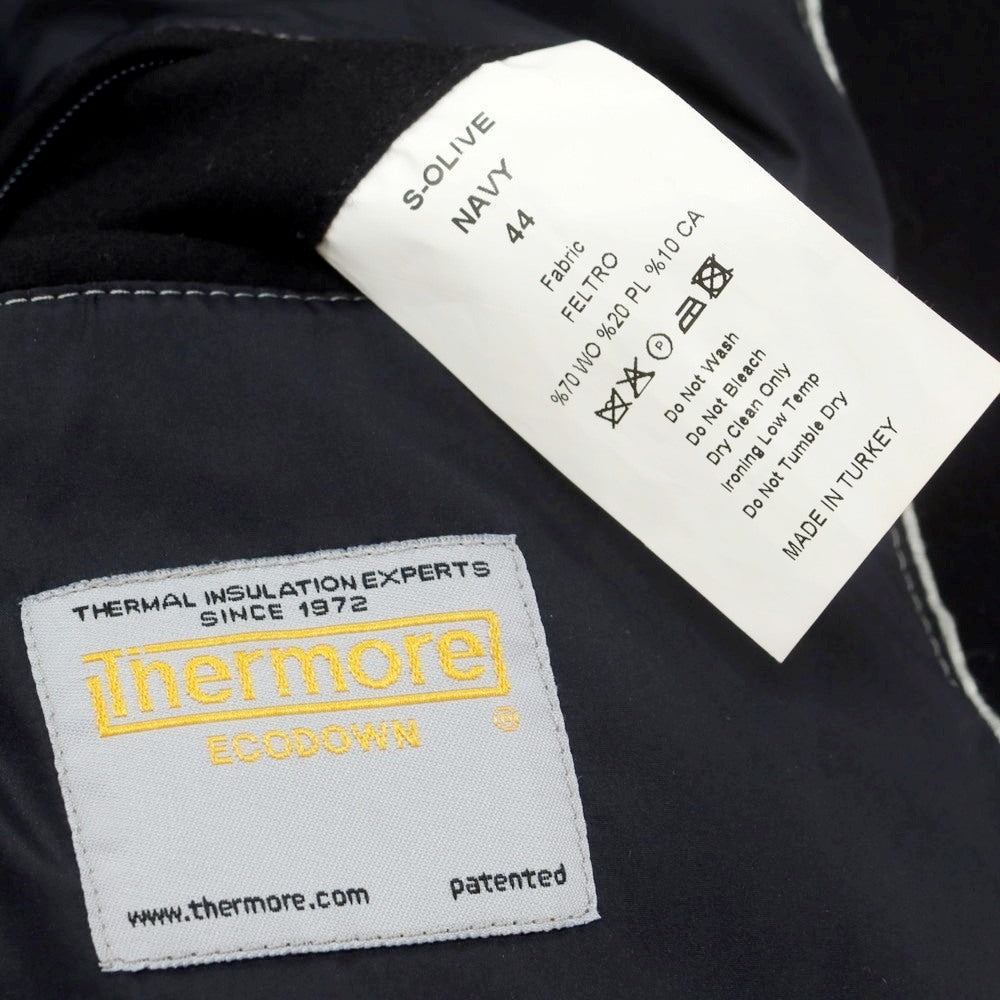 S-OLIVE
NAVY
44
Fabric
FELTRO
%70 WO %20 PL %10 CA
P
Do Not Wash
Do Not Bleach
Dry Clean Only
Ironing Low Temp
Do Not Tumble Dry
MADE IN TURKEY
THERMAL INSULATION EXPERTS
SINCE 1972
Thermore
®
ECODOWN
www.thermore.com
patented